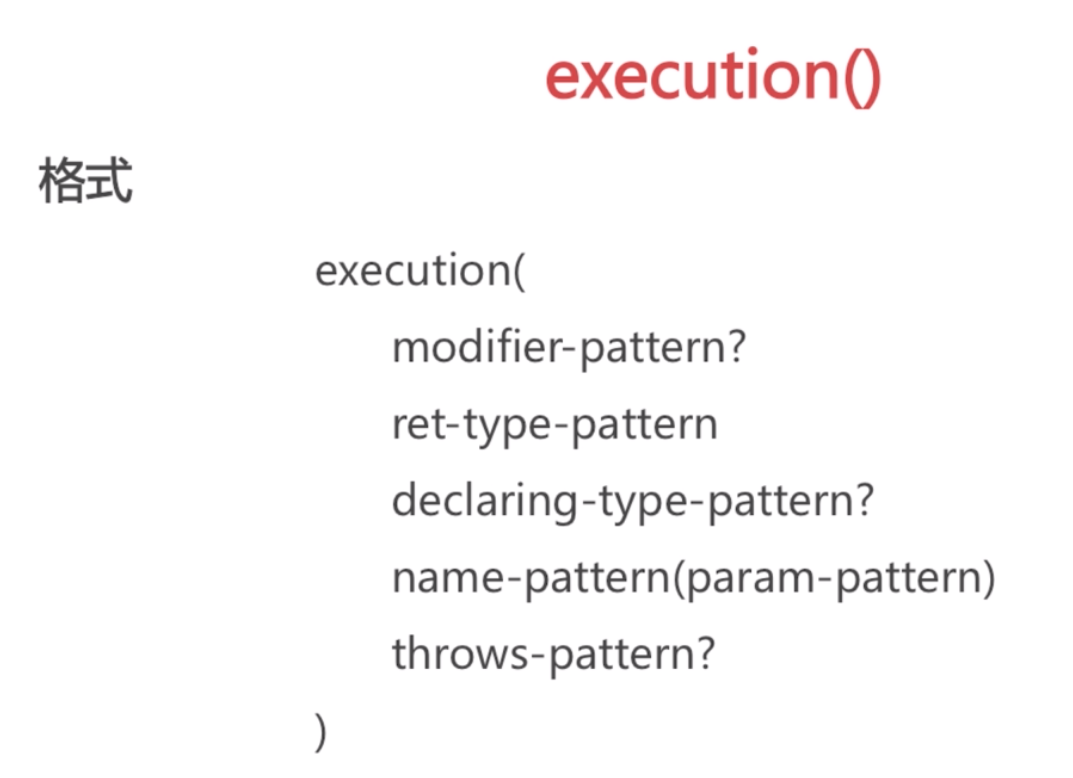 execution()
格式
execution(
modifier-pattern?
ret-type-pattern
declaring-type-pattern?
name-pattern(param-pattern)
throws-pattern?
)